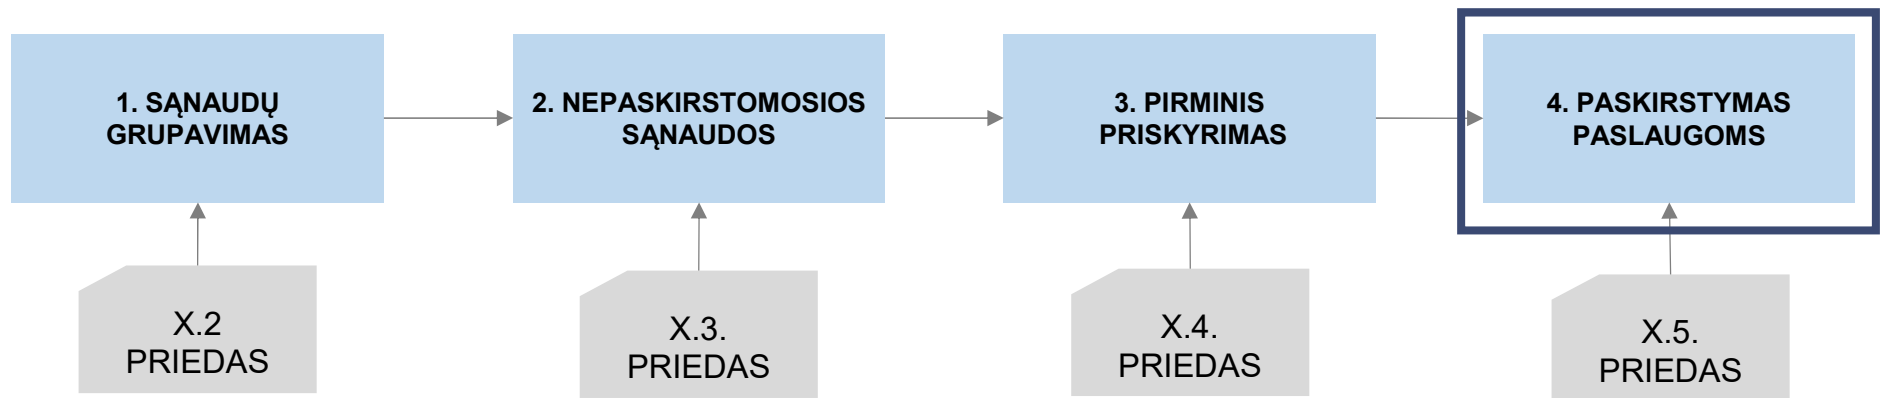 1. SĄNAUDŲ
GRUPAVIMAS
2. NEPASKIRSTOMOSIOS
SĄNAUDOS
3. PIRMINIS
PRISKYRIMAS
4. PASKIRSTYMAS
PASLAUGOMS
X.2
PRIEDAS
X.3.
PRIEDAS
X.4.
PRIEDAS
X.5.
PRIEDAS